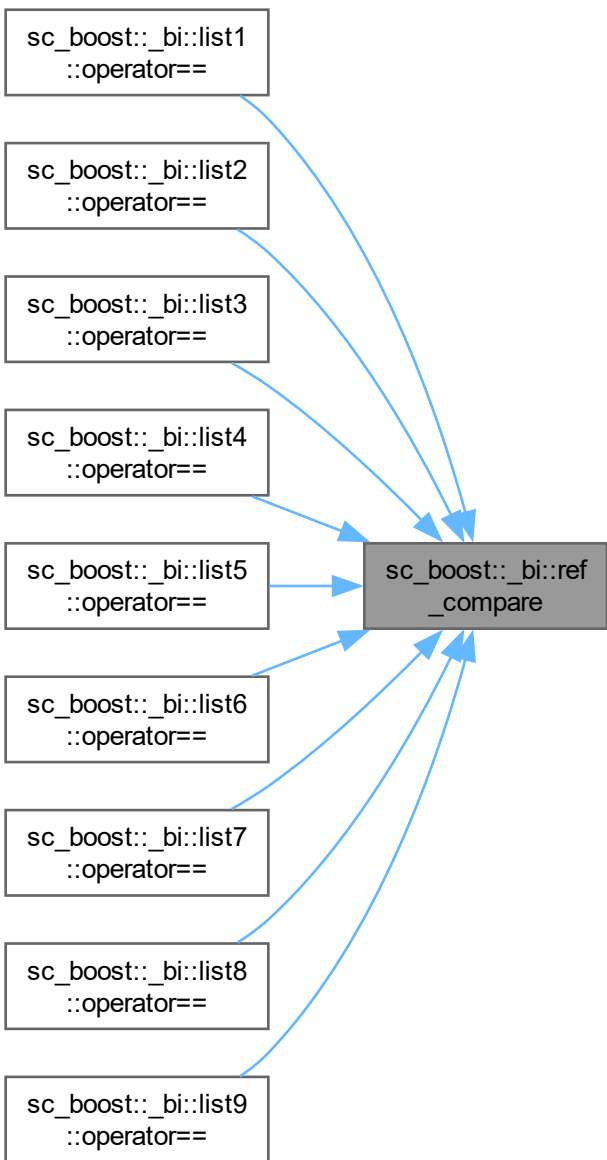 sc_boost::_bi::list1
::operator==
sc_boost::_bi::list2
::operator==
sc_boost::_bi::list3
::operator==
sc_boost::_bi::list4
::operator==
sc_boost::_bi::list5
::operator==
sc_boost::_bi::ref
_compare
sc_boost::_bi::list6
::operator==
sc_boost::_bi::list7
::operator==
sc_boost::_bi::list8
::operator==
sc_boost::_bi::list9
::operator==